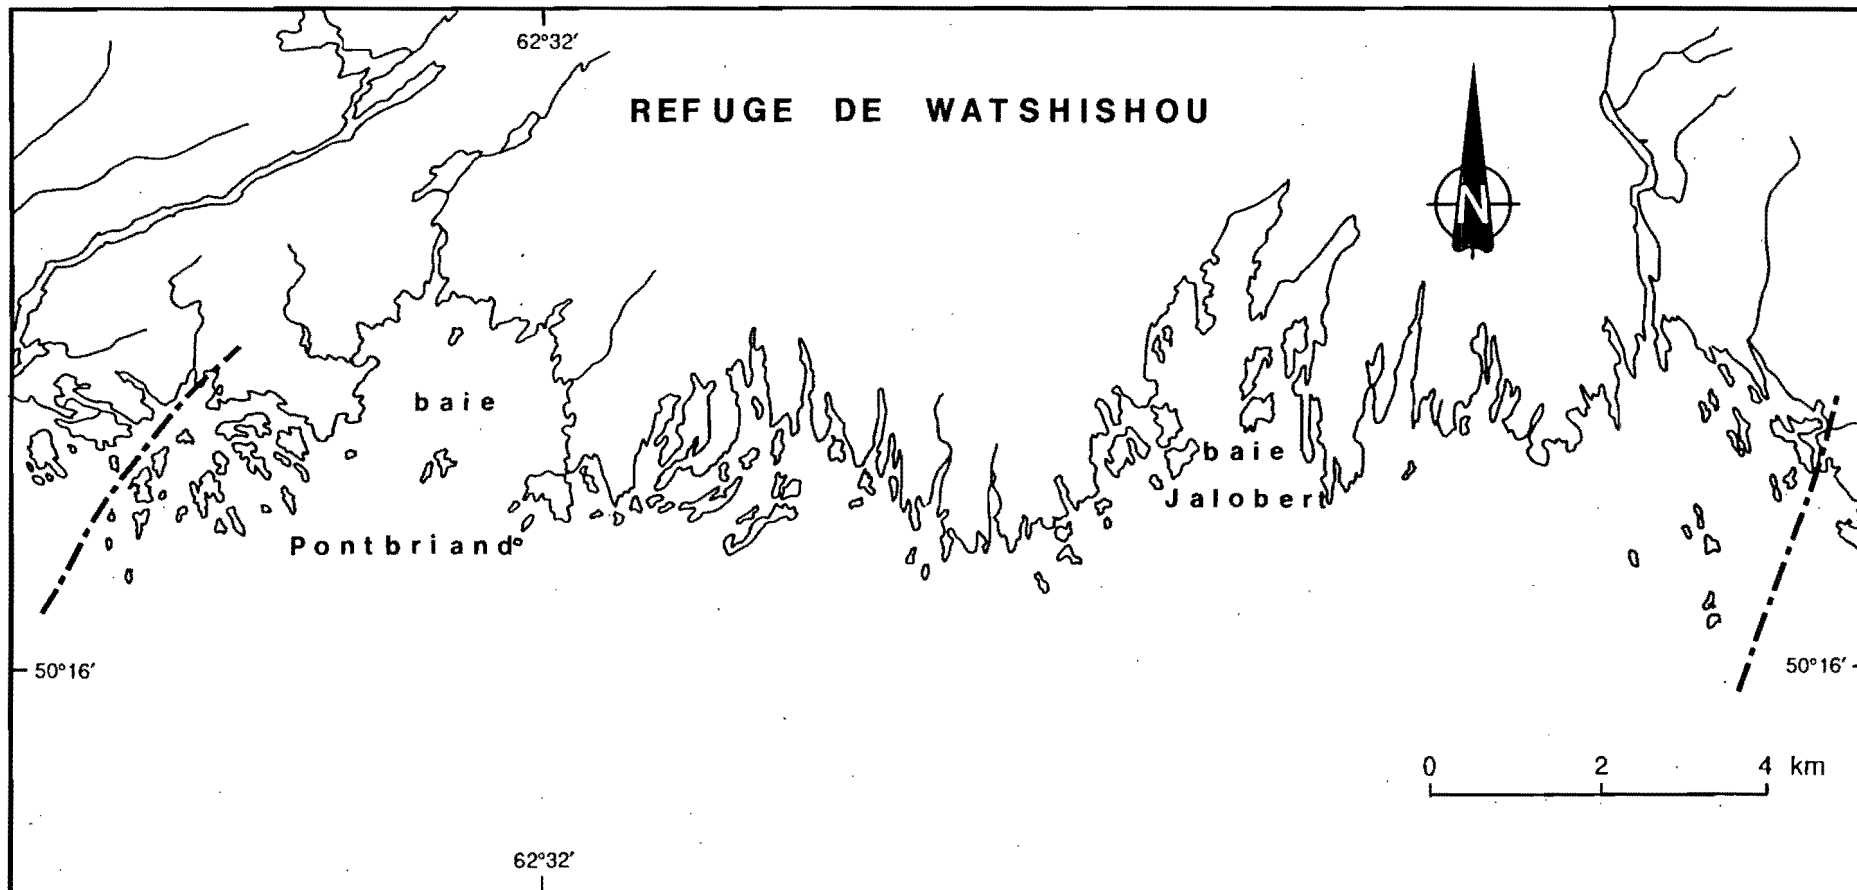 62°32'
REFUGE DE WATSHISHOU
N
baie
Pontbriand
baie
Jalobert
50°16'
50°16'
0 2 4 km
62°32'